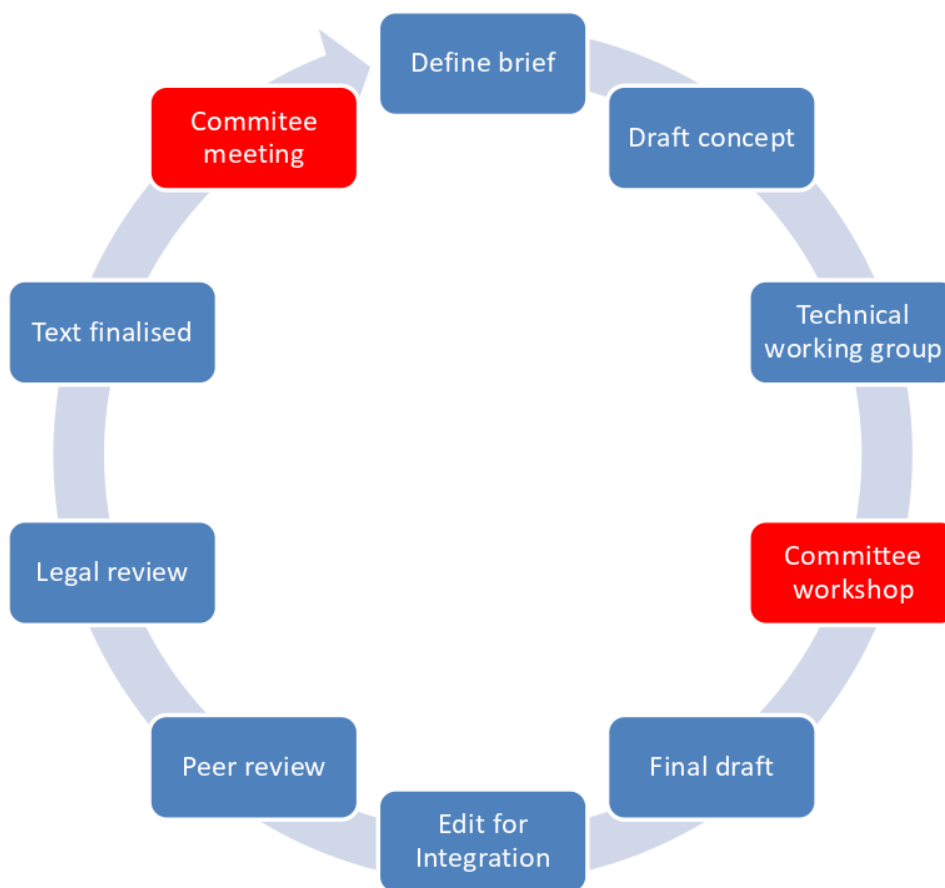 Define brief
Draft concept
Technical
working group
Committee
workshop
Final draft
Edit for
Integration
Peer review
Legal review
Text finalised
Commitee
meeting